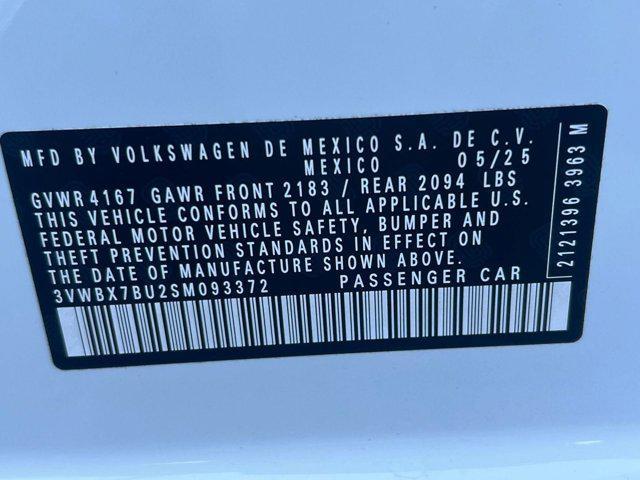 MFD BY VOLKSWAGEN DE MEXICO S.A. DE C.V.
MEXICO 05/25
GVWR 4167 GAWR FRONT 2183 / REAR 2094 LBS
THIS VEHICLE CONFORMS TO ALL APPLICABLE U.S.
FEDERAL MOTOR VEHICLE SAFETY, BUMPER AND
THEFT PREVENTION STANDARDS IN EFFECT ON
THE DATE OF MANUFACTURE SHOWN ABOVE.
3VWBX7BU2SM093372 PASSENGER CAR
2121396 3963 M